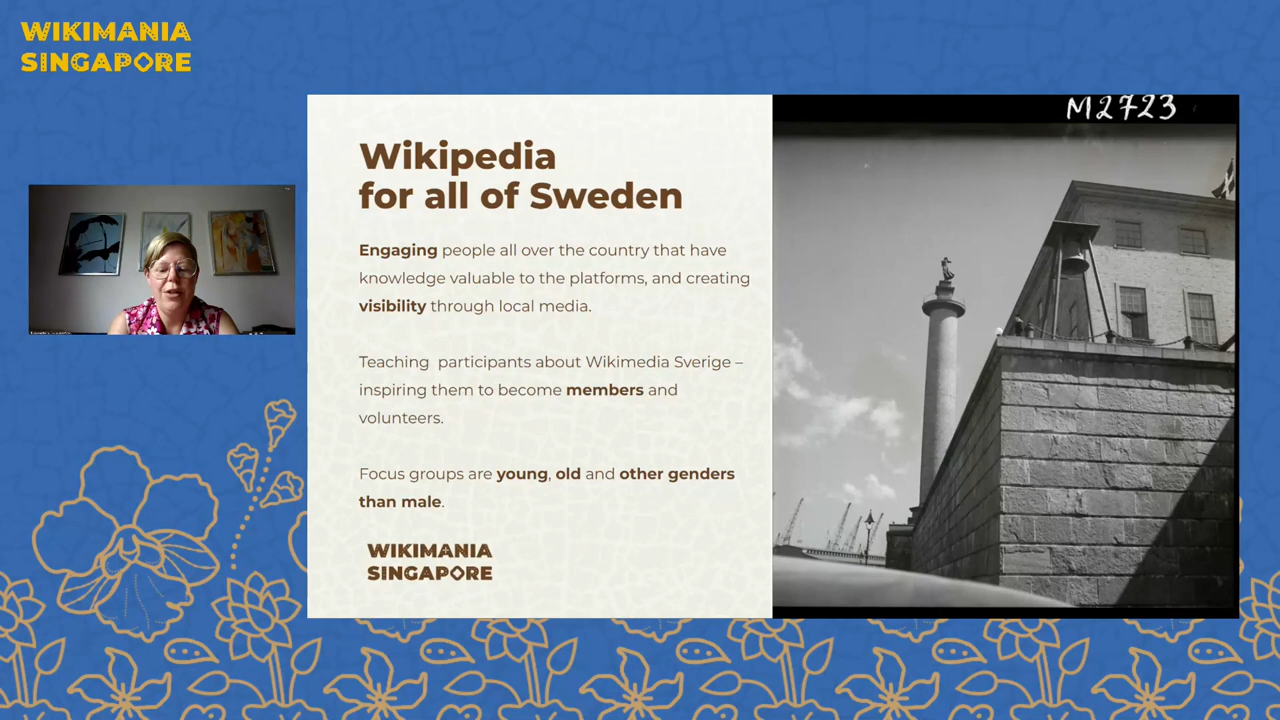 WIKIMANIA
SINGAPORE
Wikipedia
for all of Sweden
Engaging people all over the country that have
knowledge valuable to the platforms, and creating
visibility through local media.
Teaching participants about Wikimedia Sverige –
inspiring them to become members and
volunteers.
Focus groups are young, old and other genders
than male.
WIKIMANIA
SINGAPORE
M2723